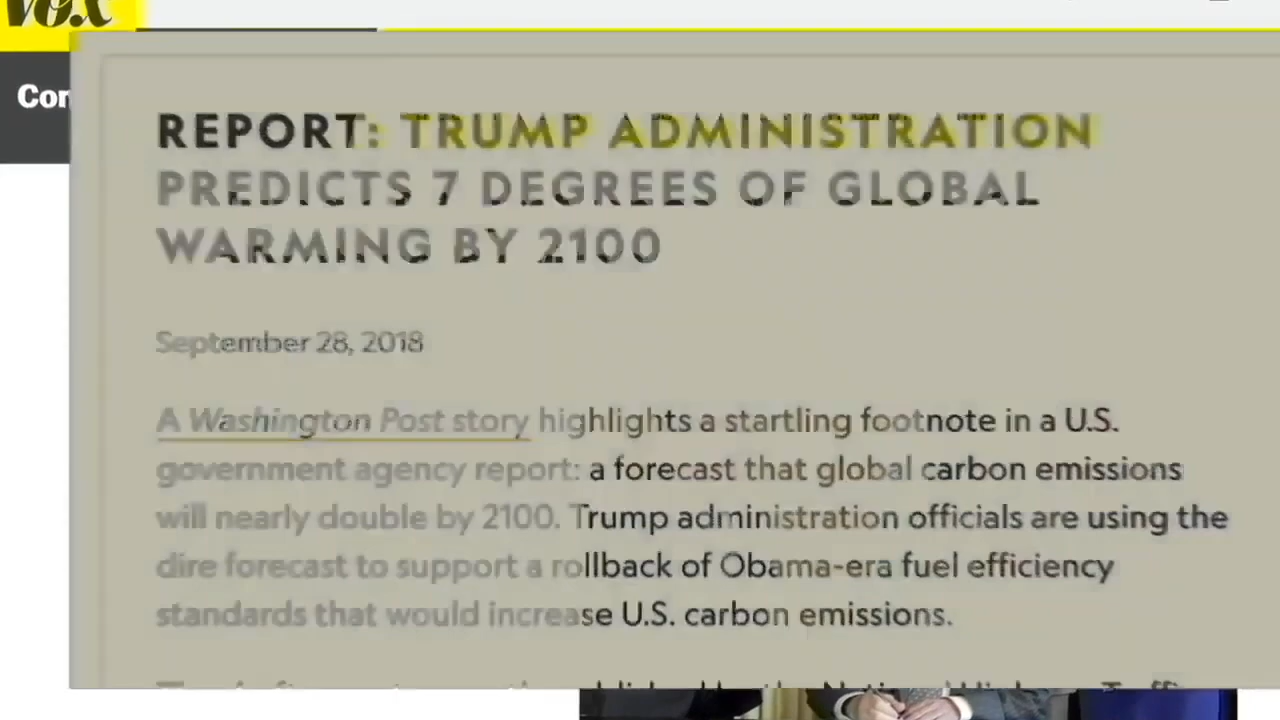 Vox
Con
REPORT: TRUMP ADMINISTRATION
PREDICTS 7 DEGREES OF GLOBAL
WARMING BY 2100
September 28, 2018
A Washington Post story highlights a startling footnote in a U.S.
government agency report: a forecast that global carbon emissions
will nearly double by 2100. Trump administration officials are using the
dire forecast to support a rollback of Obama-era fuel efficiency
standards that would increase U.S. carbon emissions.